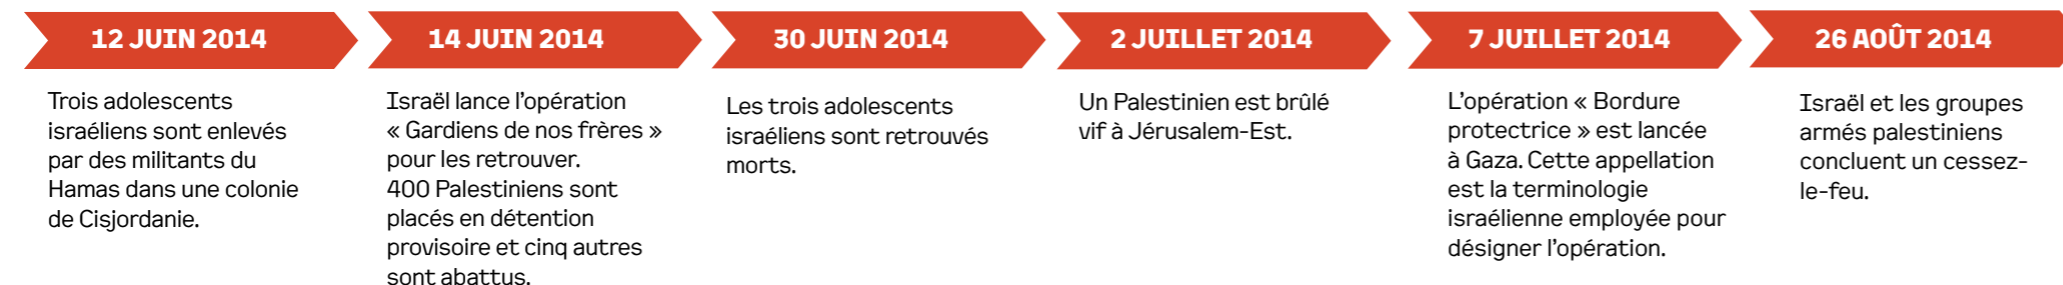 12 JUIN 2014
Trois adolescents
israéliens sont enlevés
par des militants du
Hamas dans une colonie
de Cisjordanie.
14 JUIN 2014
Israël lance l'opération
« Gardiens de nos frères »
pour les retrouver.
400 Palestiniens sont
placés en détention
provisoire et cinq autres
sont abattus.
30 JUIN 2014
Les trois adolescents
israéliens sont retrouvés
morts.
2 JUILLET 2014
Un Palestinien est brûlé
vif à Jérusalem-Est.
7 JUILLET 2014
L'opération « Bordure
protectrice » est lancée
à Gaza. Cette appellation
est la terminologie
israélienne employée pour
désigner l'opération.
26 AOÛT 2014
Israël et les groupes
armés palestiniens
concluent un cessez-
le-feu.